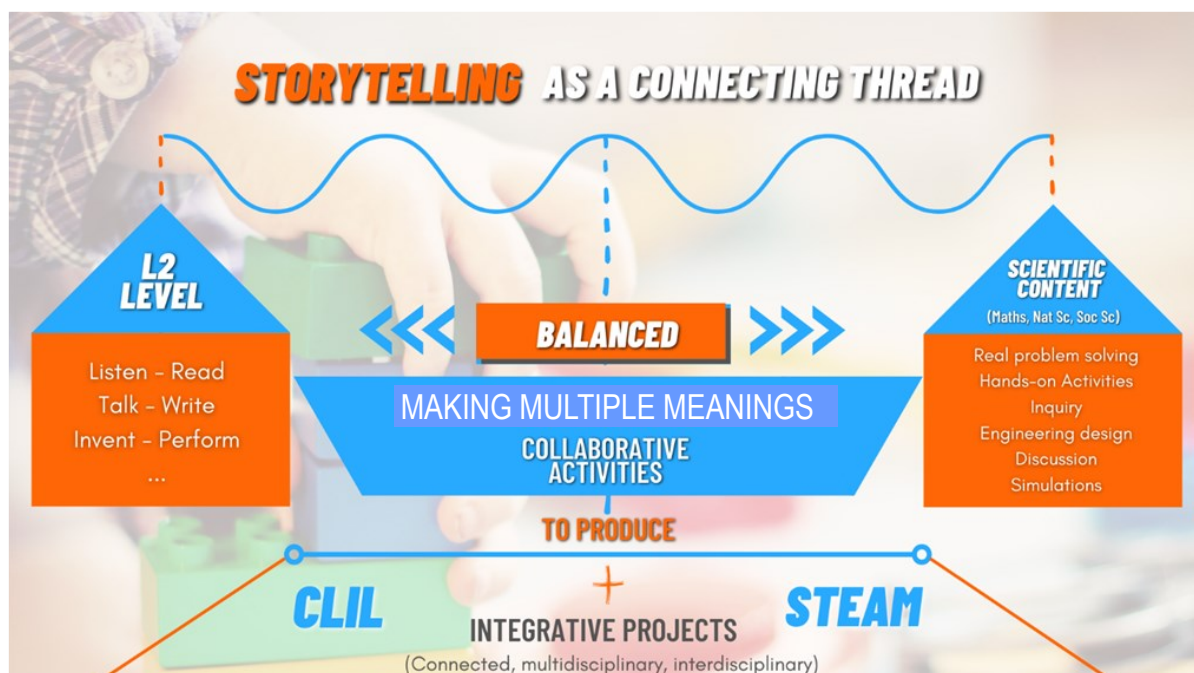 STORYTELLING AS A CONNECTING THREAD
L2
LEVEL
Listen - Read
Talk - Write
Invent - Perform
...
BALANCED
MAKING MULTIPLE MEANINGS
COLLABORATIVE
ACTIVITIES
SCIENTIFIC
CONTENT
(Maths, Nat Sc, Soc Sc)
Real problem solving
Hands-on Activities
Inquiry
Engineering design
Discussion
Simulations
TO PRODUCE
CLIL
+
STEAM
INTEGRATIVE PROJECTS
(Connected, multidisciplinary, interdisciplinary)